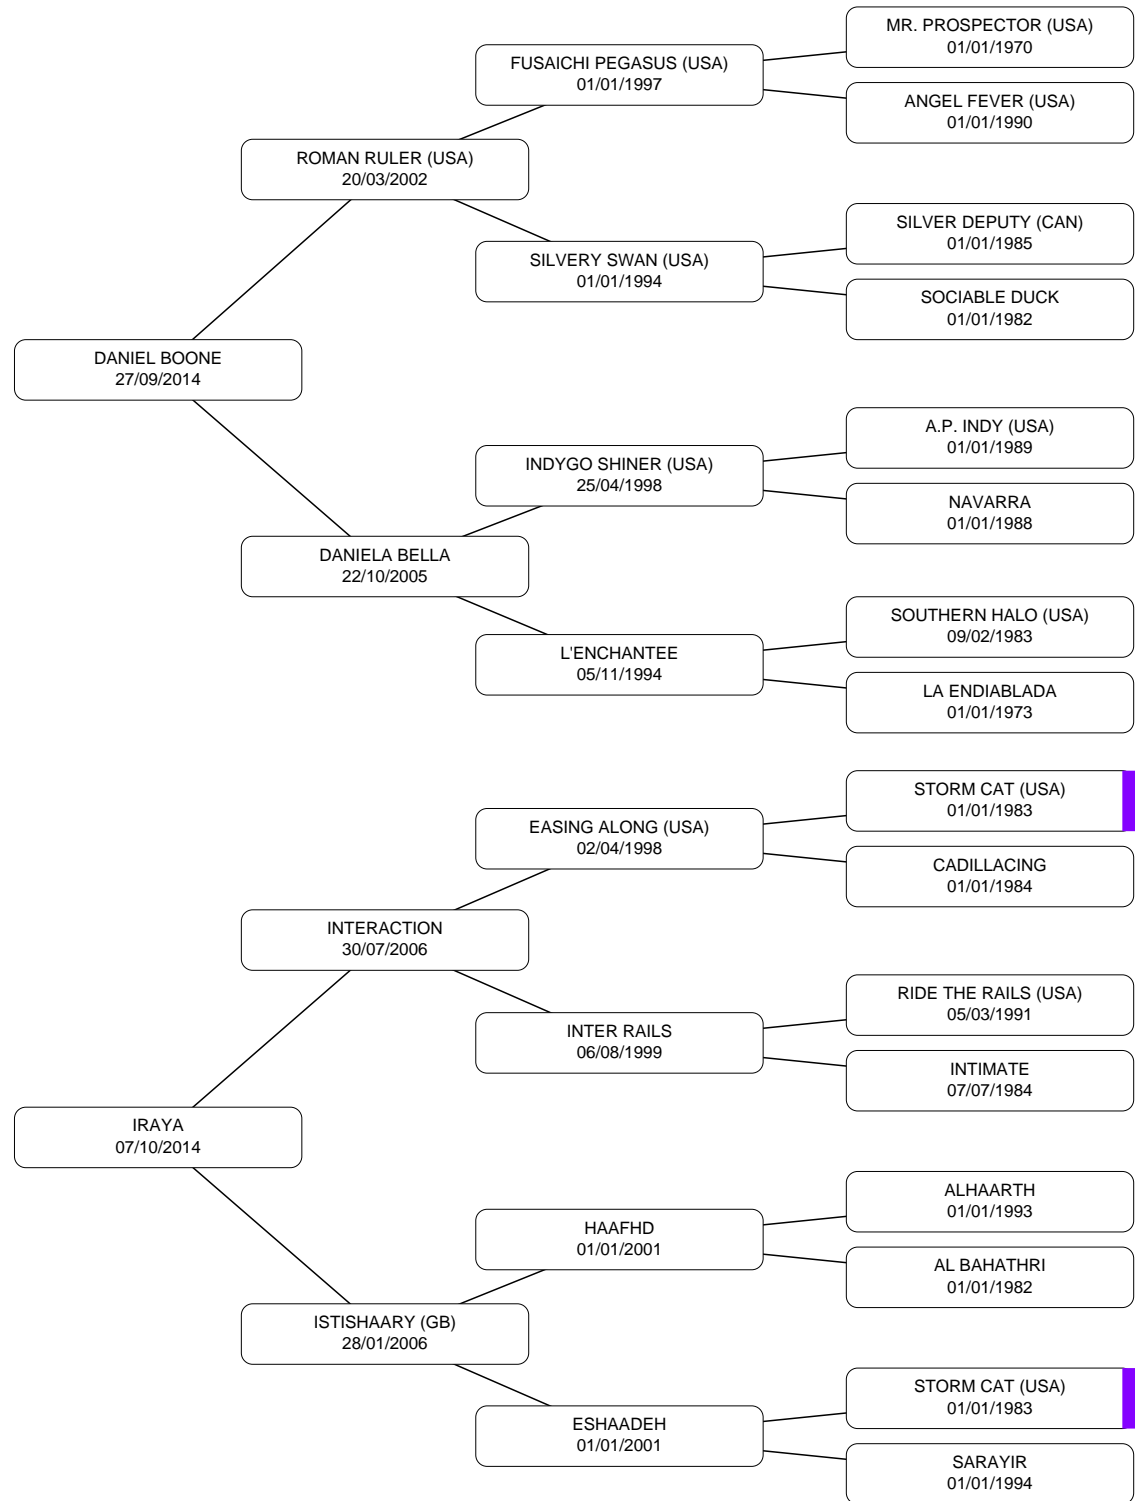 MR. PROSPECTOR (USA)
01/01/1970
FUSAICHI PEGASUS (USA)
01/01/1997
ANGEL FEVER (USA)
01/01/1990
ROMAN RULER (USA)
20/03/2002
SILVER DEPUTY (CAN)
01/01/1985
SILVERY SWAN (USA)
01/01/1994
SOCIABLE DUCK
01/01/1982
DANIEL BOONE
27/09/2014
A.P. INDY (USA)
01/01/1989
INDYGO SHINER (USA)
25/04/1998
NAVARRA
01/01/1988
DANIELA BELLA
22/10/2005
SOUTHERN HALO (USA)
09/02/1983
L'ENCHANTEE
05/11/1994
LA ENDIABLADA
01/01/1973
STORM CAT (USA)
01/01/1983
EASING ALONG (USA)
02/04/1998
CADILLACING
01/01/1984
INTERACTION
30/07/2006
RIDE THE RAILS (USA)
05/03/1991
INTER RAILS
06/08/1999
INTIMATE
07/07/1984
IRAYA
07/10/2014
ALHAARTH
01/01/1993
HAAFHD
01/01/2001
AL BAHATHRI
01/01/1982
ISTISHAARY (GB)
28/01/2006
STORM CAT (USA)
01/01/1983
ESHAADEH
01/01/2001
SARAYIR
01/01/1994